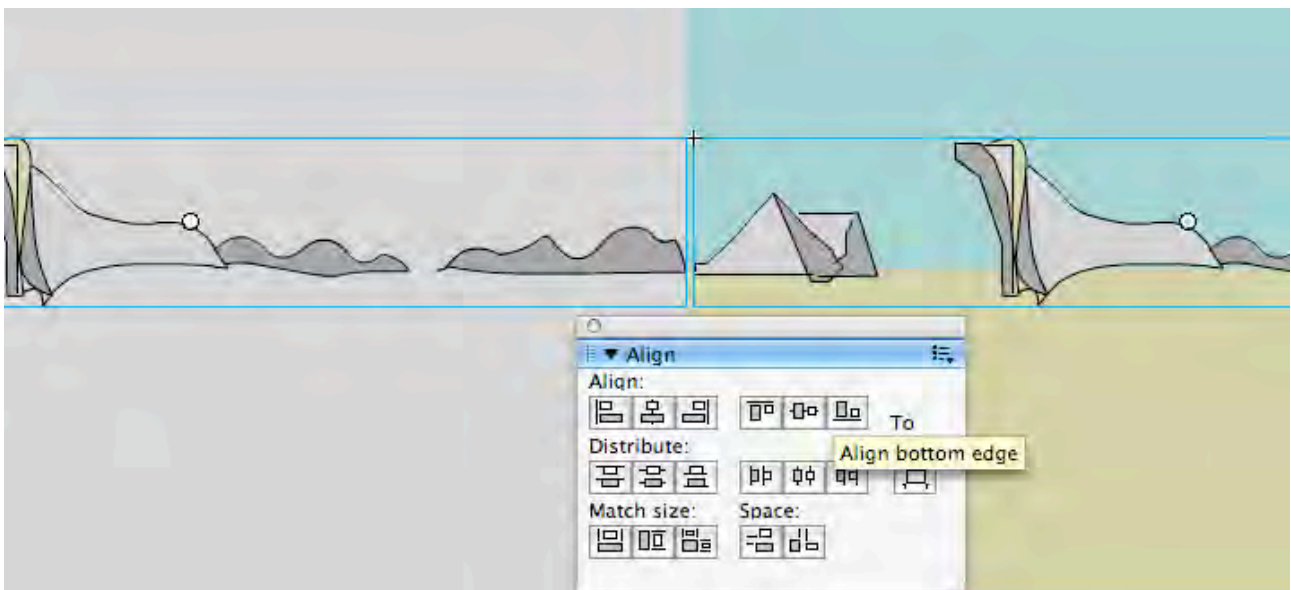 Align
Align:
To
Align bottom edge
Distribute:
Match size: Space: